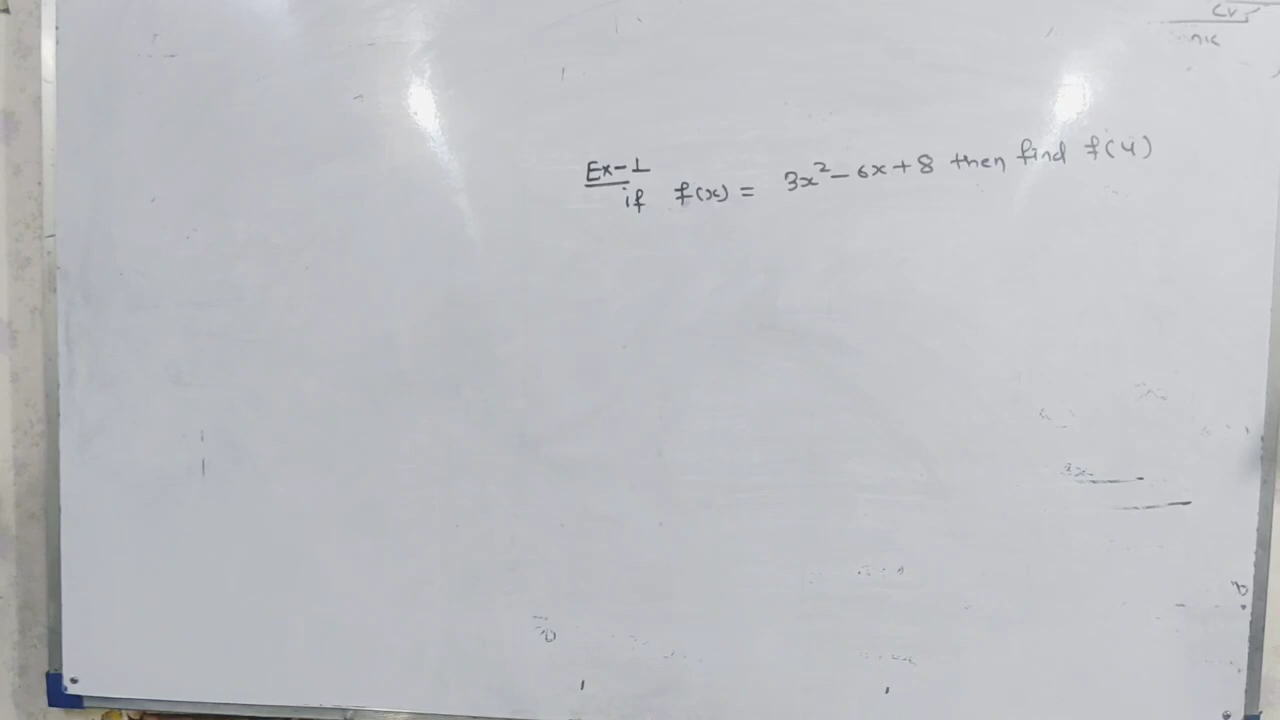 Ex-1
if f(x) = 3x²-6x+8 then find f(4)